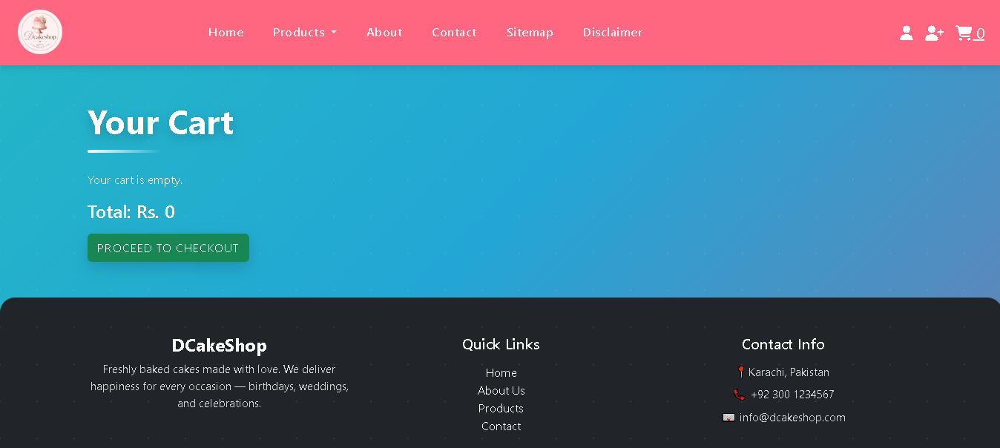 Dcakeshop
Home Products About Contact Sitemap Disclaimer
0
Your Cart
Your cart is empty.
Total: Rs. 0
PROCEED TO CHECKOUT
DCakeShop
Freshly baked cakes made with love. We deliver
happiness for every occasion — birthdays, weddings,
and celebrations.
Quick Links
Home
About Us
Products
Contact
Contact Info
Karachi, Pakistan
+92 300 1234567
info@dcakeshop.com